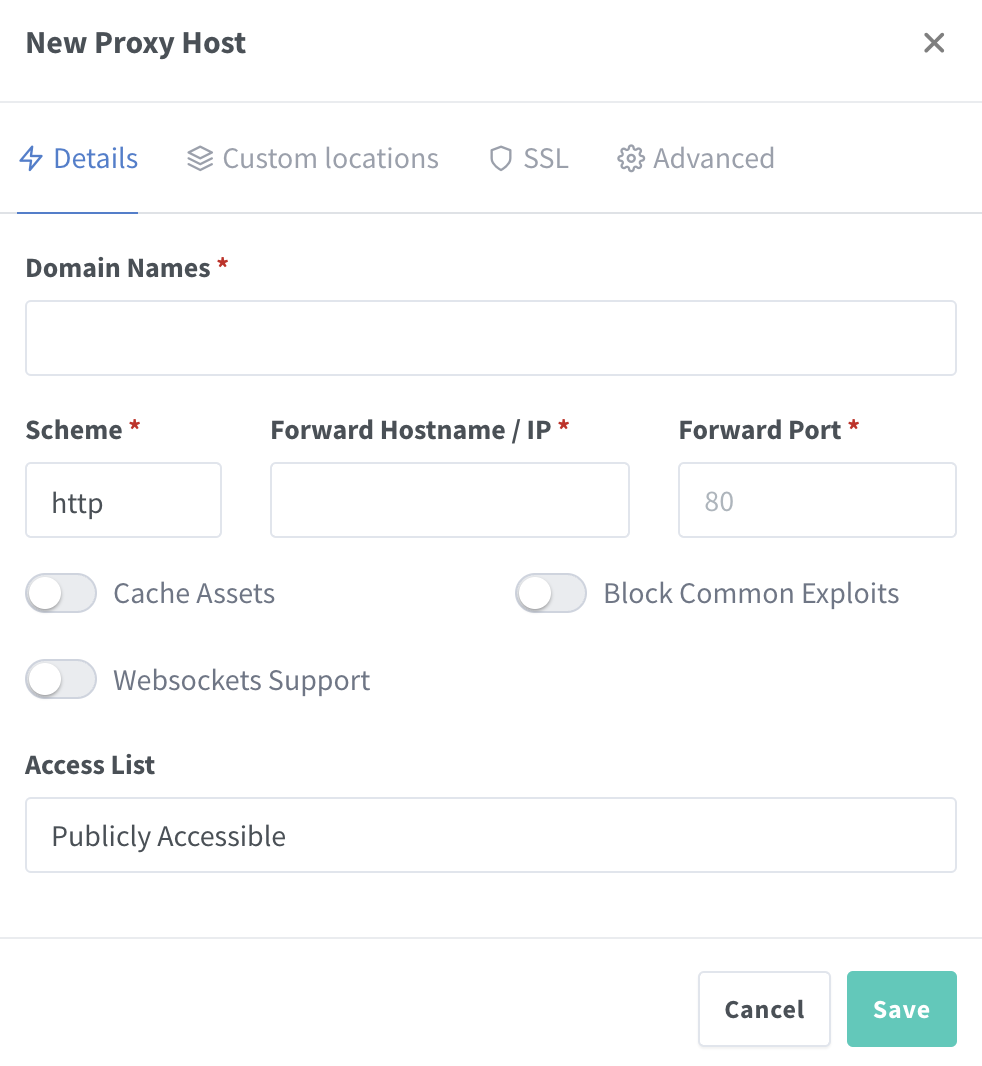 New Proxy Host
Details Custom locations SSL Advanced
Domain Names *
Scheme * Forward Hostname / IP * Forward Port *
http 80
Cache Assets Block Common Exploits
Websockets Support
Access List
Publicly Accessible
Cancel Save